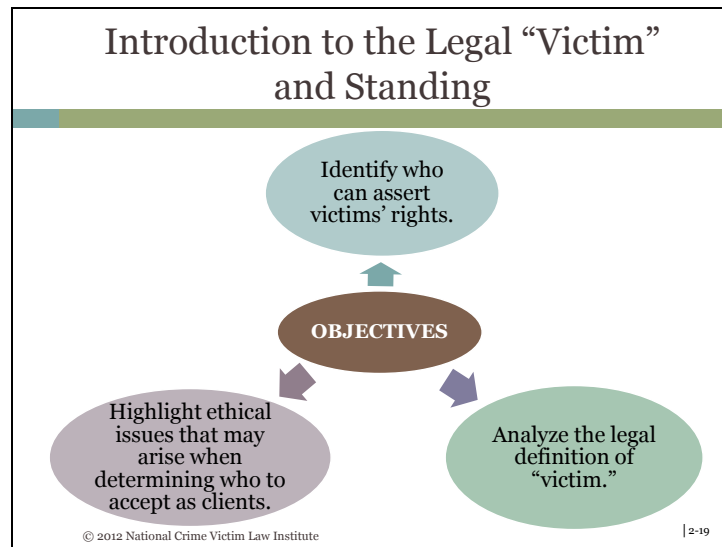 Introduction to the Legal “Victim”
and Standing
Identify who
can assert
victims’ rights.
OBJECTIVES
Highlight ethical
issues that may
arise when
determining who to
accept as clients.
Analyze the legal
definition of
“victim.”
© 2012 National Crime Victim Law Institute
| 2-19